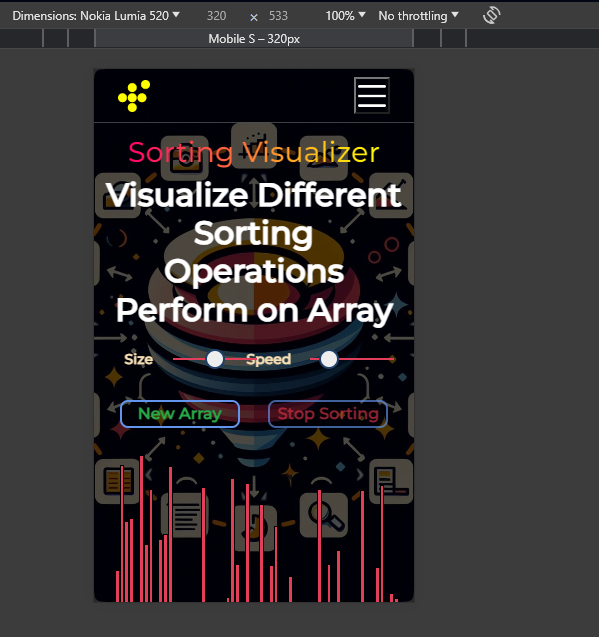 Dimensions: Nokia Lumia 520 320 × 533 100% No throttling
Mobile S – 320px
Sorting Visualizer
Visualize Different
Sorting
Operations
Perform on Array
Size Speed
New Array Stop Sorting